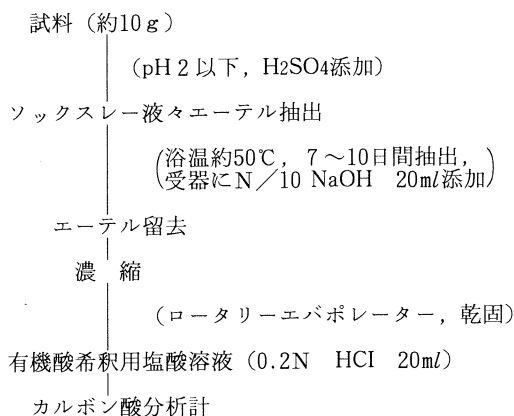 試料（約10ｇ）
（pH２以下，H2SO4添加）
ソックスレー液々エーテル抽出
（浴温約50℃，７～10日間抽出，
受器にN／10 NaOH　20ml添加）
エーテル留去
濃　縮
（ロータリーエバポレーター，乾固）
有機酸希釈用塩酸溶液（0.2N　HCl　20ml）
カルボン酸分析計